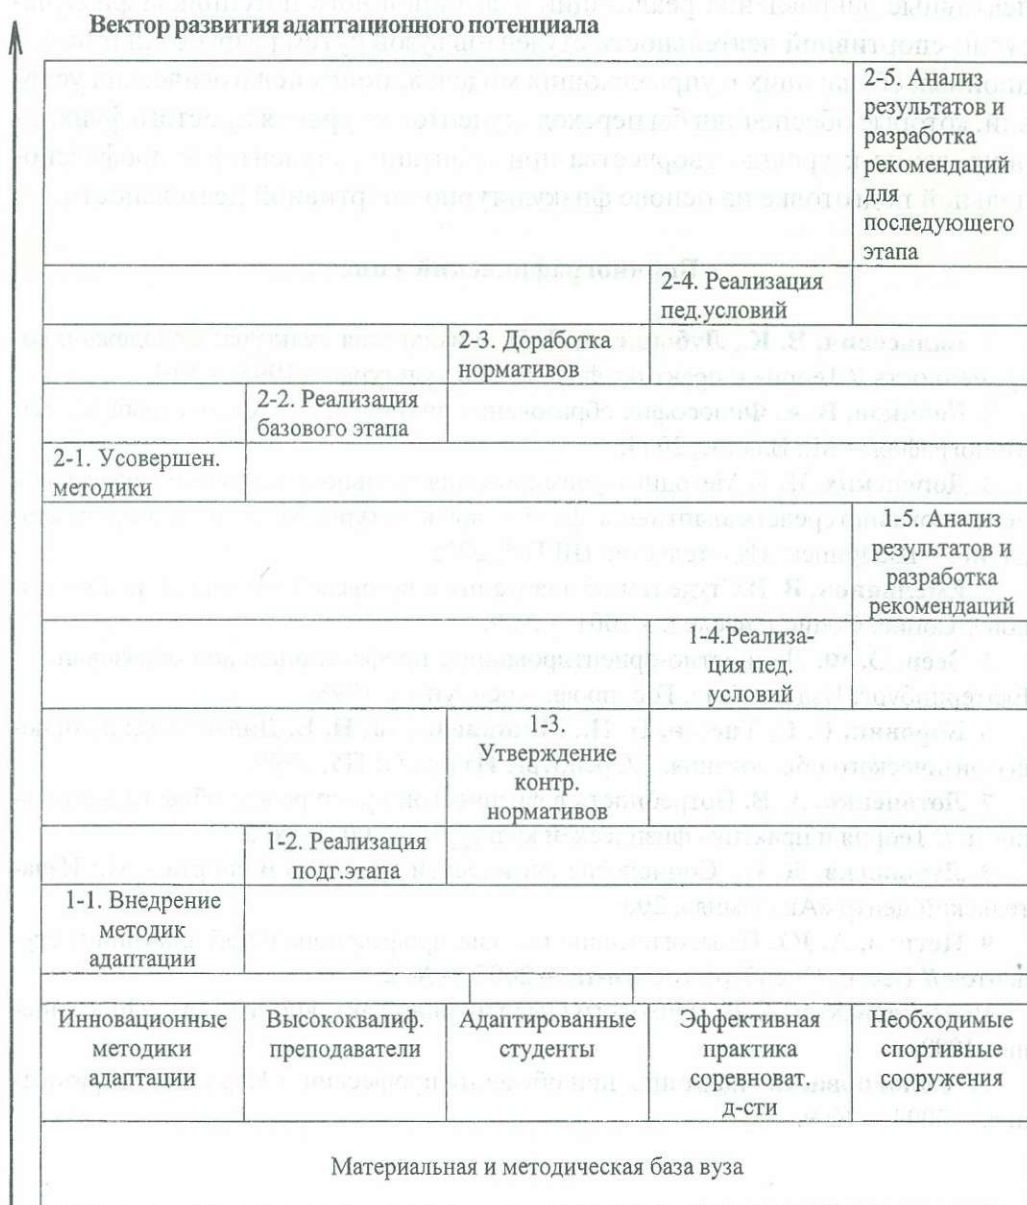 Вектор развития адаптационного потенциала
2-5. Анализ
результатов и
разработка
рекомендаций
для
последующего
этапа
2-4. Реализация
пед.условий
2-3. Доработка
нормативов
2-2. Реализация
базового этапа
2-1. Усовершен.
методики
1-5. Анализ
результатов и
разработка
рекомендаций
1-4.Реализа-
ция пед.
условий
1-3.
Утверждение
контр.
нормативов
1-2. Реализация
подг.этапа
1-1. Внедрение
методик
адаптации
Инновационные
методики
адаптации
Высококвалиф.
преподаватели
Адаптированные
студенты
Эффективная
практика
соревноват.
д-сти
Необходимые
спортивные
сооружения
Материальная и методическая база вуза